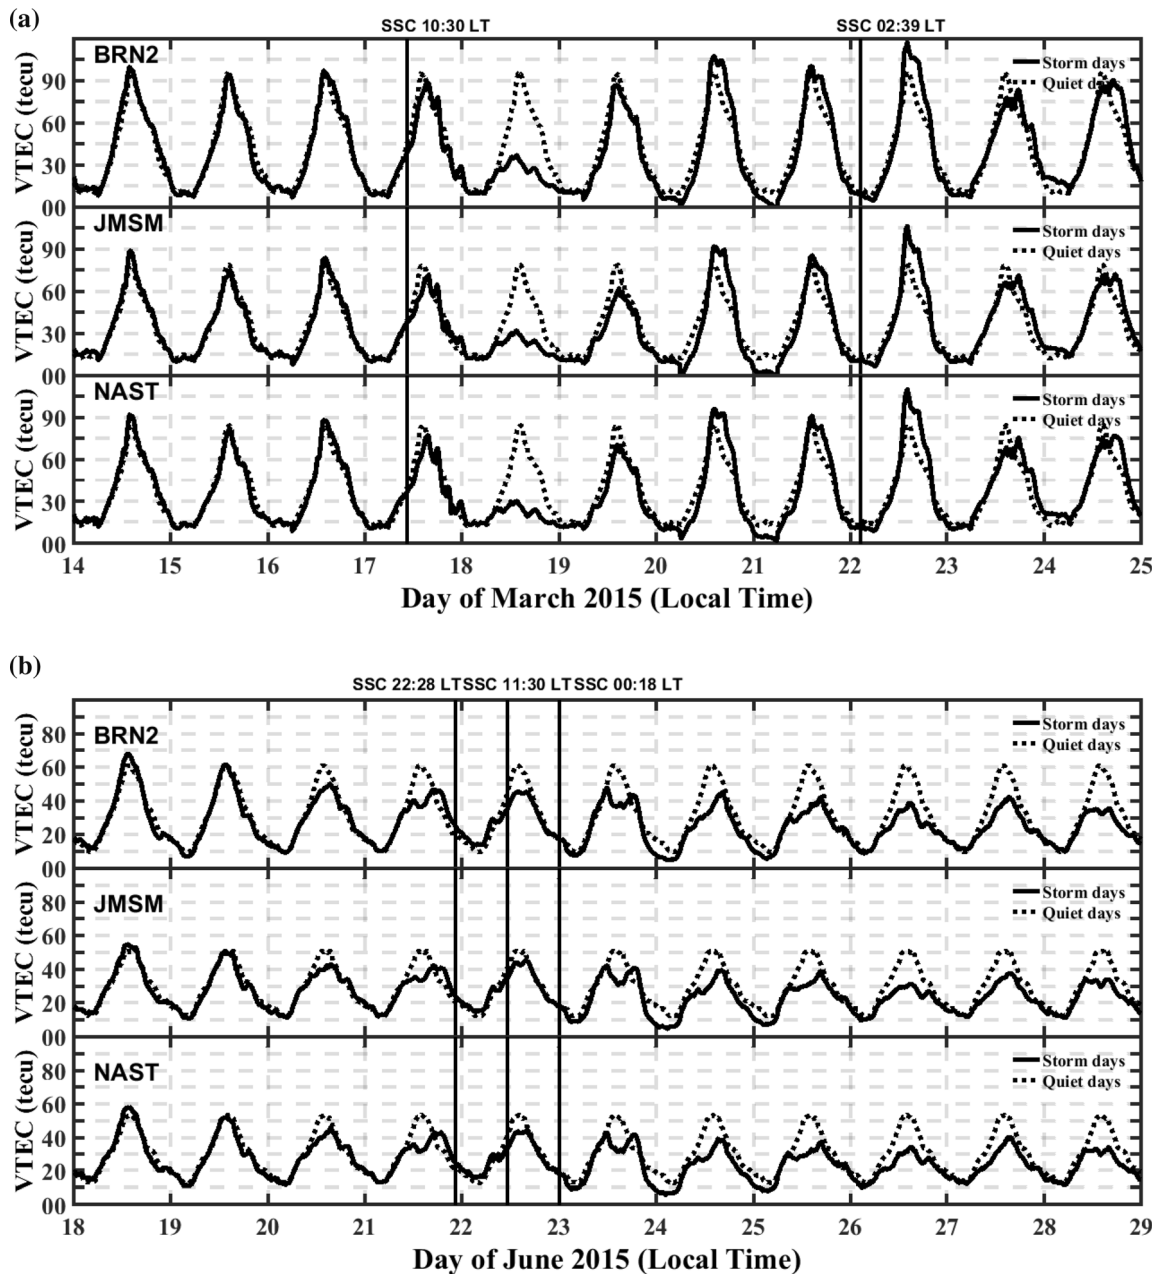 (a)
SSC 10:30 LT SSC 02:39 LT
BRN2
Storm days
Quiet days
VTEC (tecu)
90
60
30
00
JMSM
Storm days
Quiet days
VTEC (tecu)
90
60
30
00
NAST
Storm days
Quiet days
VTEC (tecu)
90
60
30
00
14 15 16 17 18 19 20 21 22 23 24 25
Day of March 2015 (Local Time)
(b)
SSC 22:28 LT SSC 11:30 LT SSC 00:18 LT
BRN2
Storm days
Quiet days
VTEC (tecu)
80
60
40
20
00
JMSM
Storm days
Quiet days
VTEC (tecu)
80
60
40
20
00
NAST
Storm days
Quiet days
VTEC (tecu)
80
60
40
20
00
18 19 20 21 22 23 24 25 26 27 28 29
Day of June 2015 (Local Time)